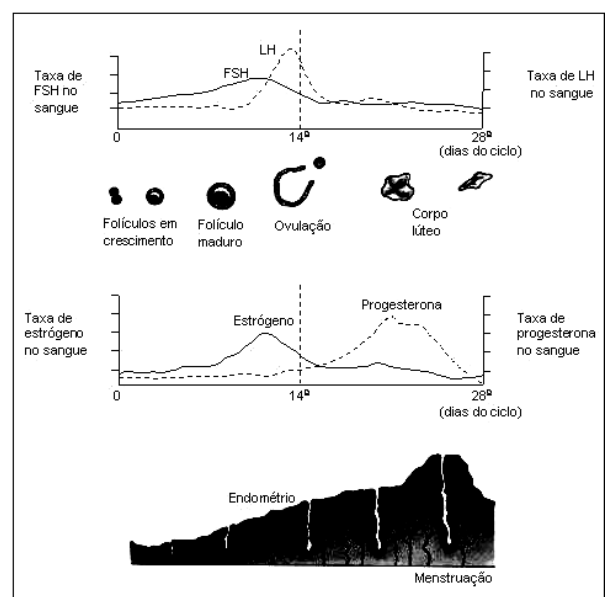 LH
FSH
Taxa de
FSH no
sangue
Taxa de LH
no sangue
0
14º
28º
(dias do ciclo)
Folículos em
crescimento
Folículo
maduro
Ovulação
Corpo
lúteo
Taxa de
estrógeno
no sangue
Estrógeno
Progesterona
Taxa de
progesterona
no sangue
0
14º
28º
(dias do ciclo)
Endométrio
Menstruação